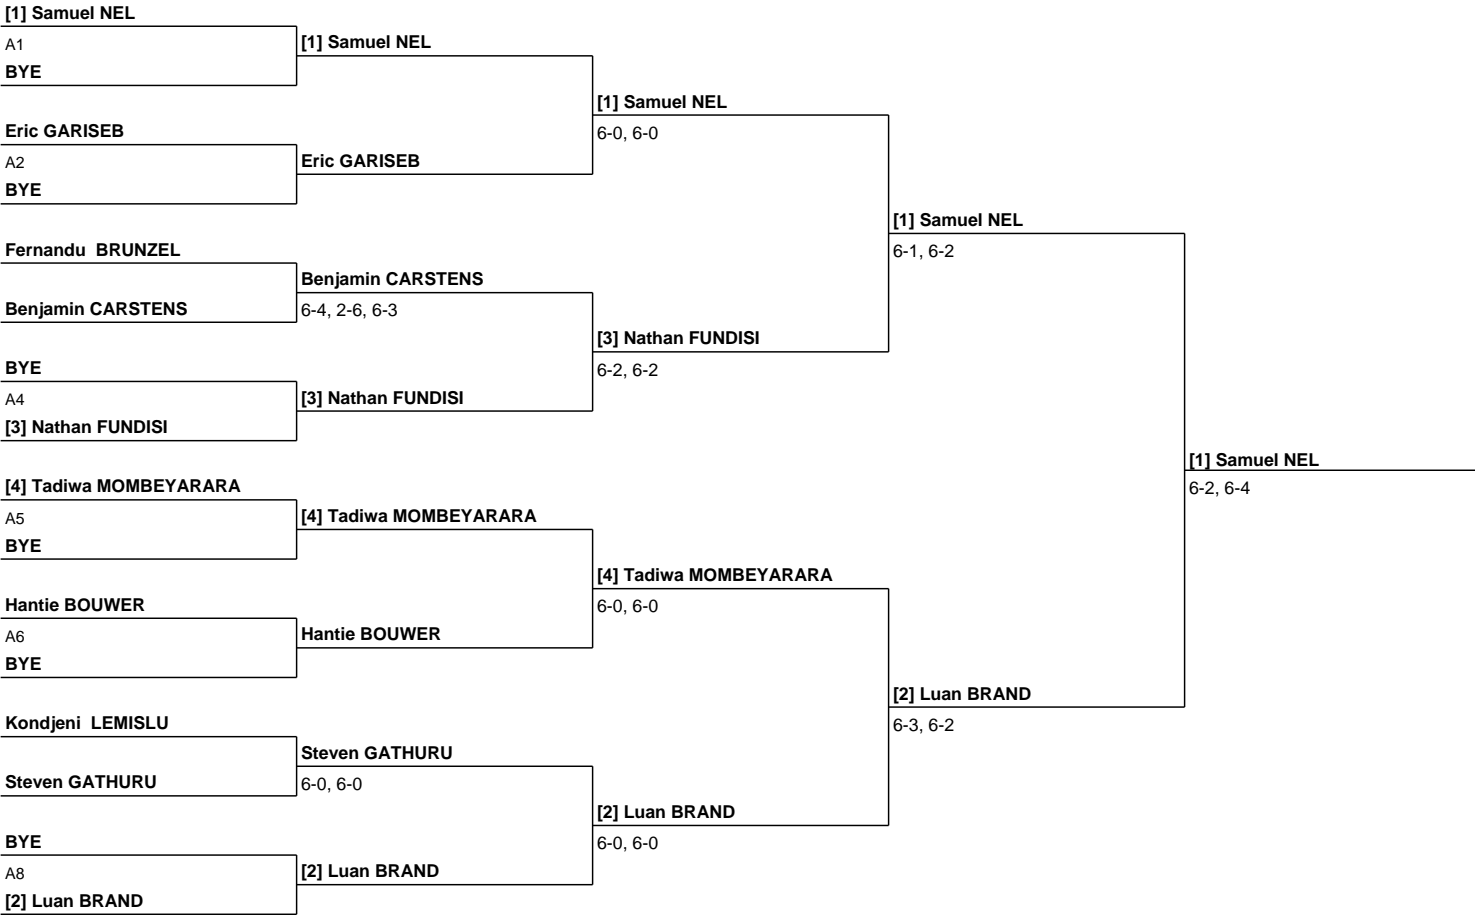 [1] Samuel NEL
A1
BYE
[1] Samuel NEL
Eric GARISEB
A2
BYE
Eric GARISEB
[1] Samuel NEL
6-0, 6-0
Fernandu  BRUNZEL
Benjamin CARSTENS
Benjamin CARSTENS
6-4, 2-6, 6-3
BYE
A4
[3] Nathan FUNDISI
[3] Nathan FUNDISI
[3] Nathan FUNDISI
6-2, 6-2
[1] Samuel NEL
6-1, 6-2
[4] Tadiwa MOMBEYARARA
A5
BYE
[4] Tadiwa MOMBEYARARA
Hantie BOUWER
A6
BYE
Hantie BOUWER
[4] Tadiwa MOMBEYARARA
6-0, 6-0
Kondjeni  LEMISLU
Steven GATHURU
Steven GATHURU
6-0, 6-0
BYE
A8
[2] Luan BRAND
[2] Luan BRAND
[2] Luan BRAND
6-0, 6-0
[2] Luan BRAND
6-3, 6-2
[1] Samuel NEL
6-2, 6-4